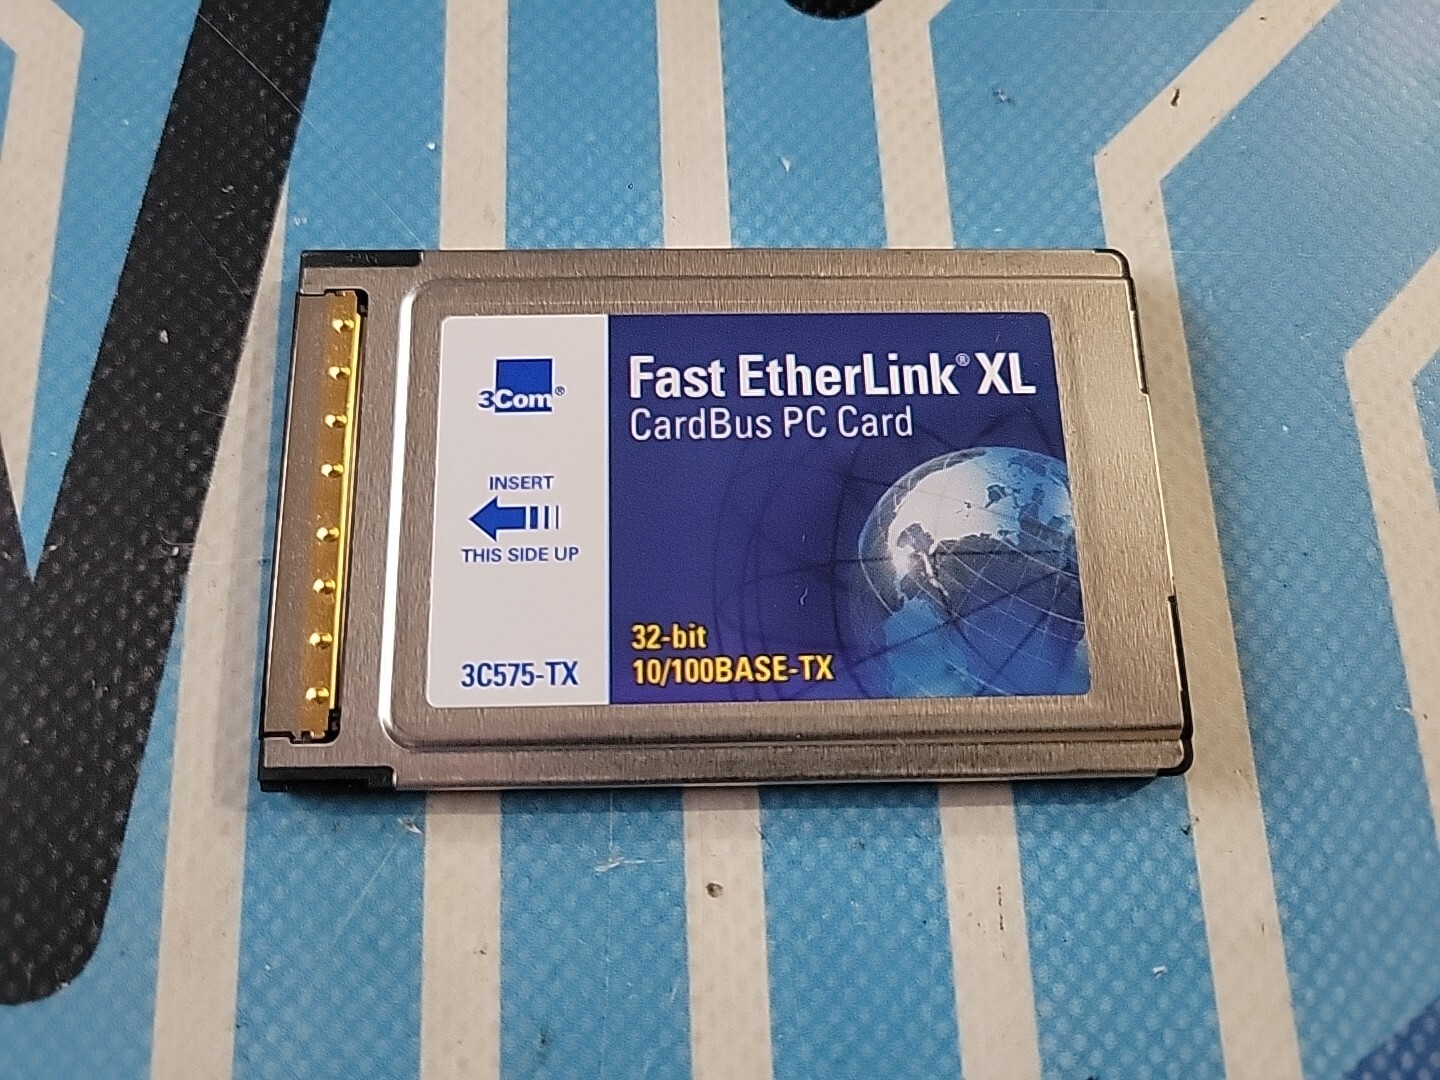 3Com®
INSERT
THIS SIDE UP
3C575-TX
Fast EtherLink® XL
CardBus PC Card
32-bit
10/100BASE-TX